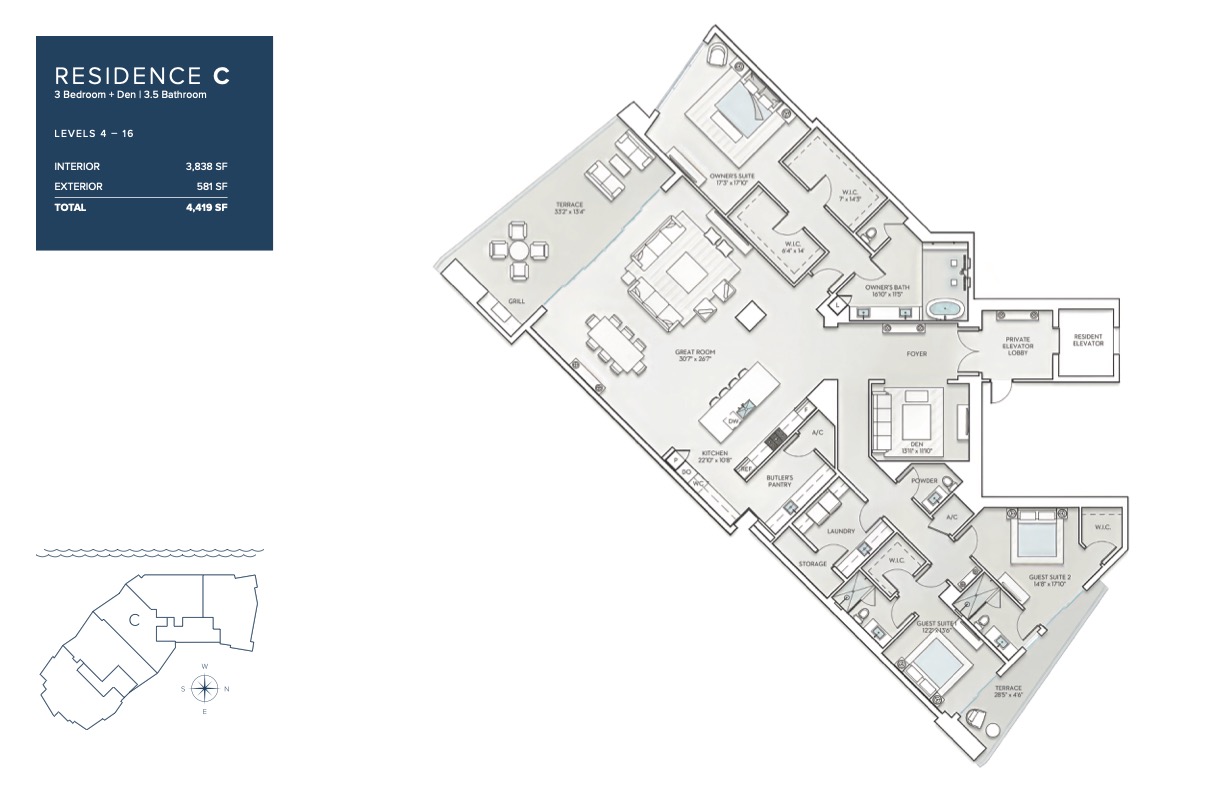 RESIDENCE C
3 Bedroom + Den | 3.5 Bathroom
LEVELS 4 – 16
INTERIOR 3,838 SF
EXTERIOR 581 SF
TOTAL 4,419 SF
OWNER'S SUITE
17'3" x 17'10"
W.I.C.
7' x 14'3"
TERRACE
33'2" x 13'4"
W.I.C.
6'4" x 14'
OWNER'S BATH
16'10" x 11'5"
GRILL
L
GREAT ROOM
30'7" x 26'7"
FOYER
PRIVATE
ELEVATOR
LOBBY
RESIDENT
ELEVATOR
DW
F
A/C
DEN
13'11" x 11'10"
KITCHEN
22'10" x 10'8"
P
DO
WC
REF
BUTLER'S
PANTRY
POWDER
A/C
LAUNDRY
STORAGE
W.I.C.
W.I.C.
GUEST SUITE 2
14'8" x 17'10"
GUEST SUITE 1
12'2" x 13'6"
TERRACE
28'5" x 4'6"
C
W
S N
E